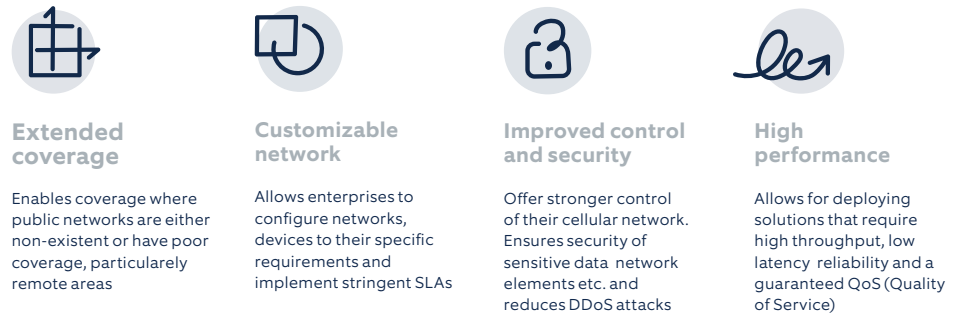 Extended
coverage
Enables coverage where
public networks are either
non-existent or have poor
coverage, particularely
remote areas
Customizable
network
Allows enterprises to
configure networks,
devices to their specific
requirements and
implement stringent SLAs
Improved control
and security
Offer stronger control
of their cellular network.
Ensures security of
sensitive data network
elements etc. and
reduces DDoS attacks
High
performance
Allows for deploying
solutions that require
high throughput, low
latency reliability and a
guaranteed QoS (Quality
of Service)